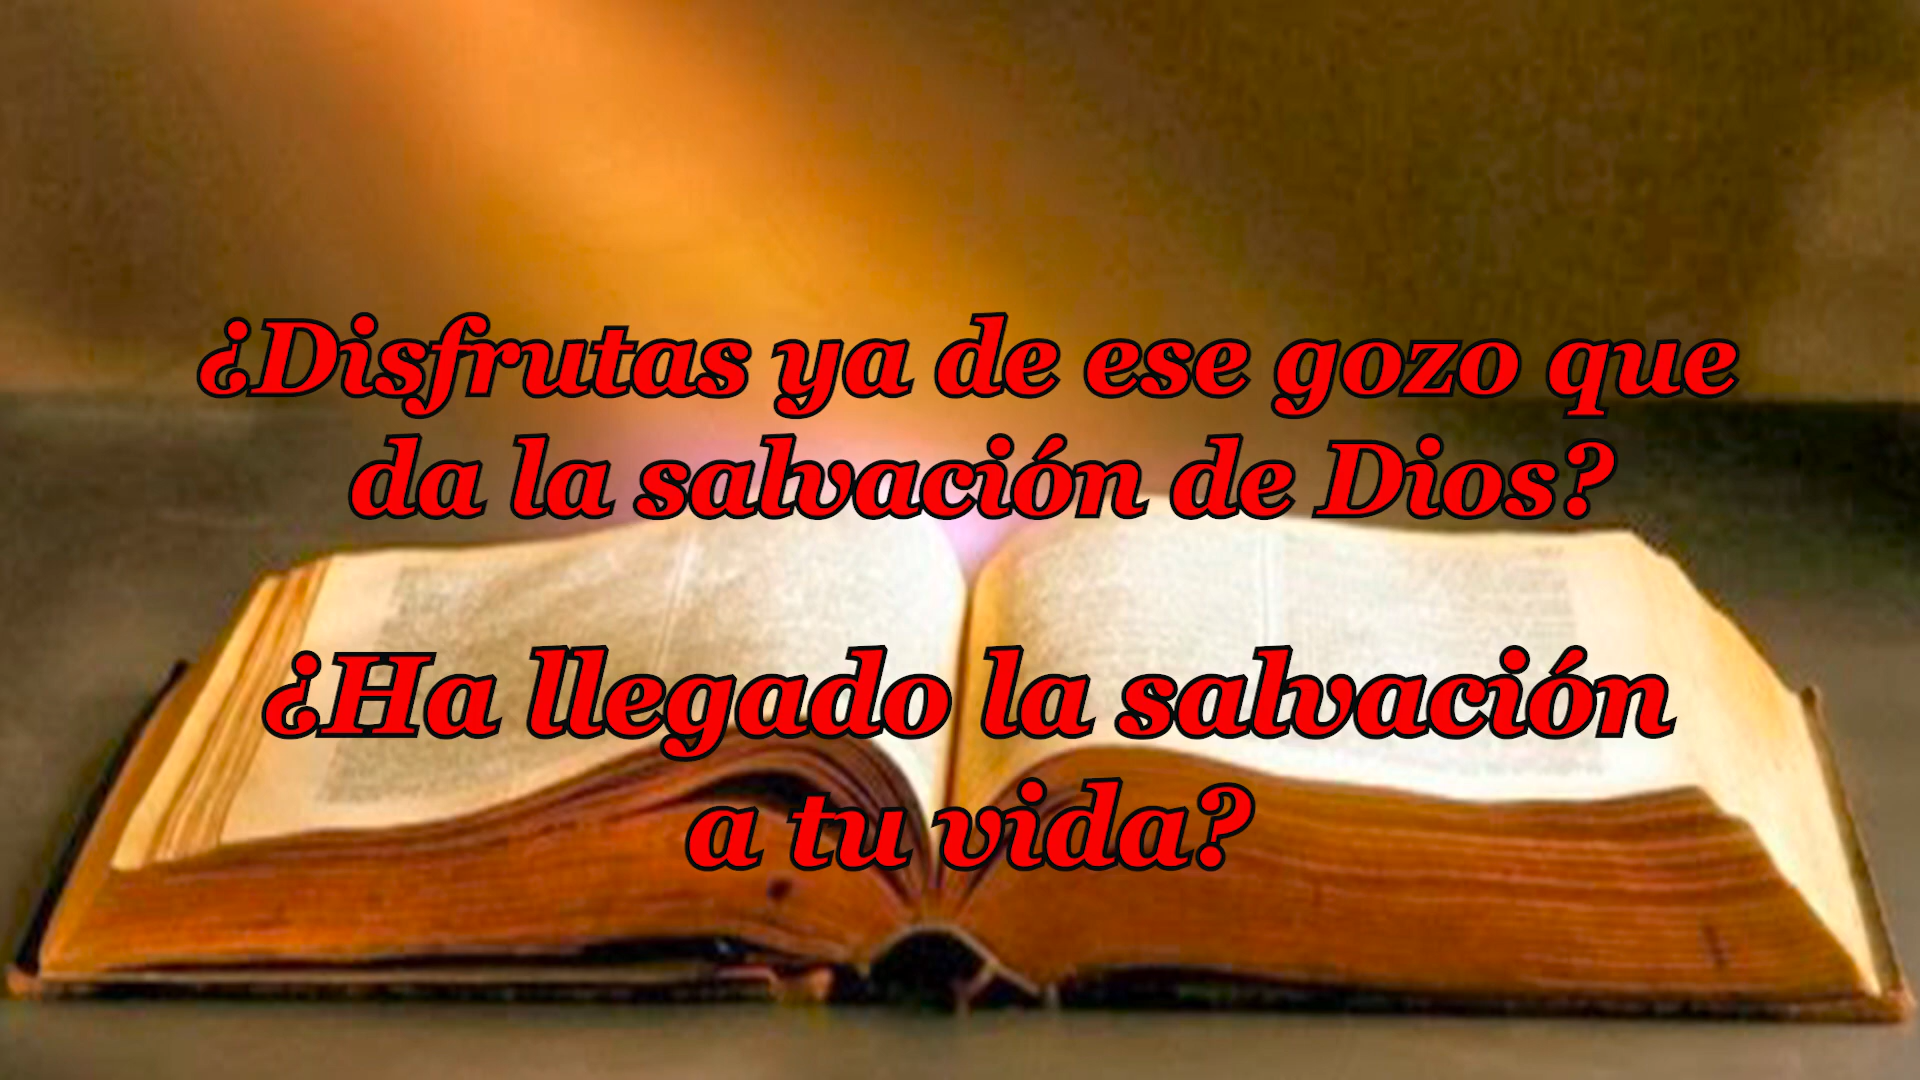 ¿Disfrutas ya de ese gozo que
da la salvación de Dios?
¿Ha llegado la salvación
a tu vida?